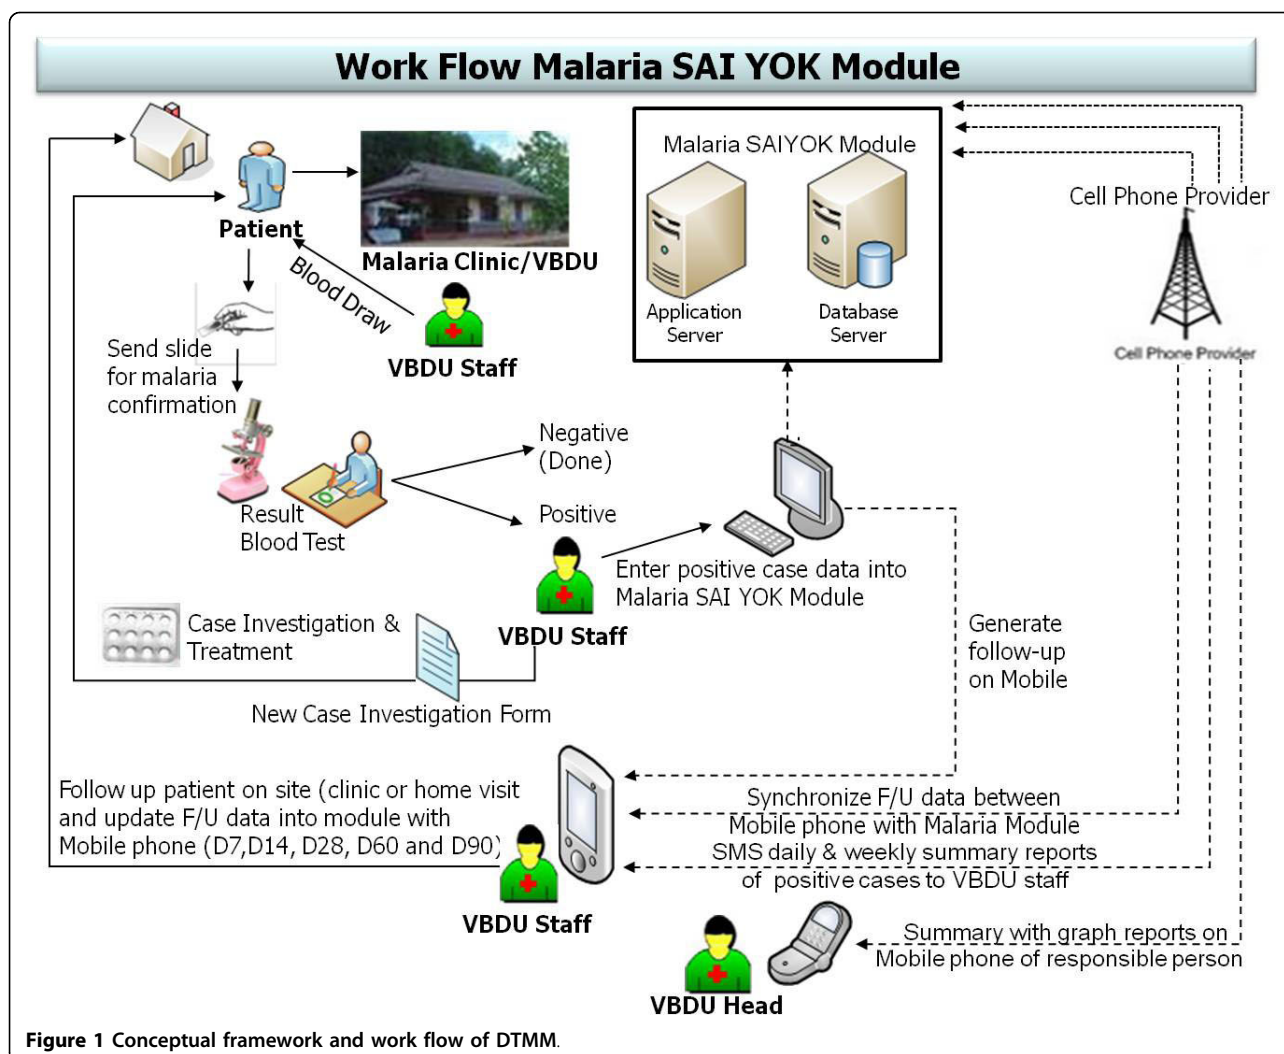 Work Flow Malaria SAI YOK Module
Malaria SAIYOK Module
Cell Phone Provider
Patient
Malaria Clinic/VBDU
Blood Draw
Application
Server
Database
Server
Cell Phone Provider
VBDU Staff
Send slide
for malaria
confirmation
Negative
(Done)
Result
Blood Test
Positive
Enter positive case data into
Malaria SAI YOK Module
VBDU Staff
Case Investigation &
Treatment
Generate
follow-up
on Mobile
New Case Investigation Form
Follow up patient on site (clinic or home visit
and update F/U data into module with
Mobile phone (D7,D14, D28, D60 and D90)
VBDU Staff
Synchronize F/U data between
Mobile phone with Malaria Module
SMS daily & weekly summary reports
of positive cases to VBDU staff
Summary with graph reports on
Mobile phone of responsible person
VBDU Head
Figure 1 Conceptual framework and work flow of DTMM.